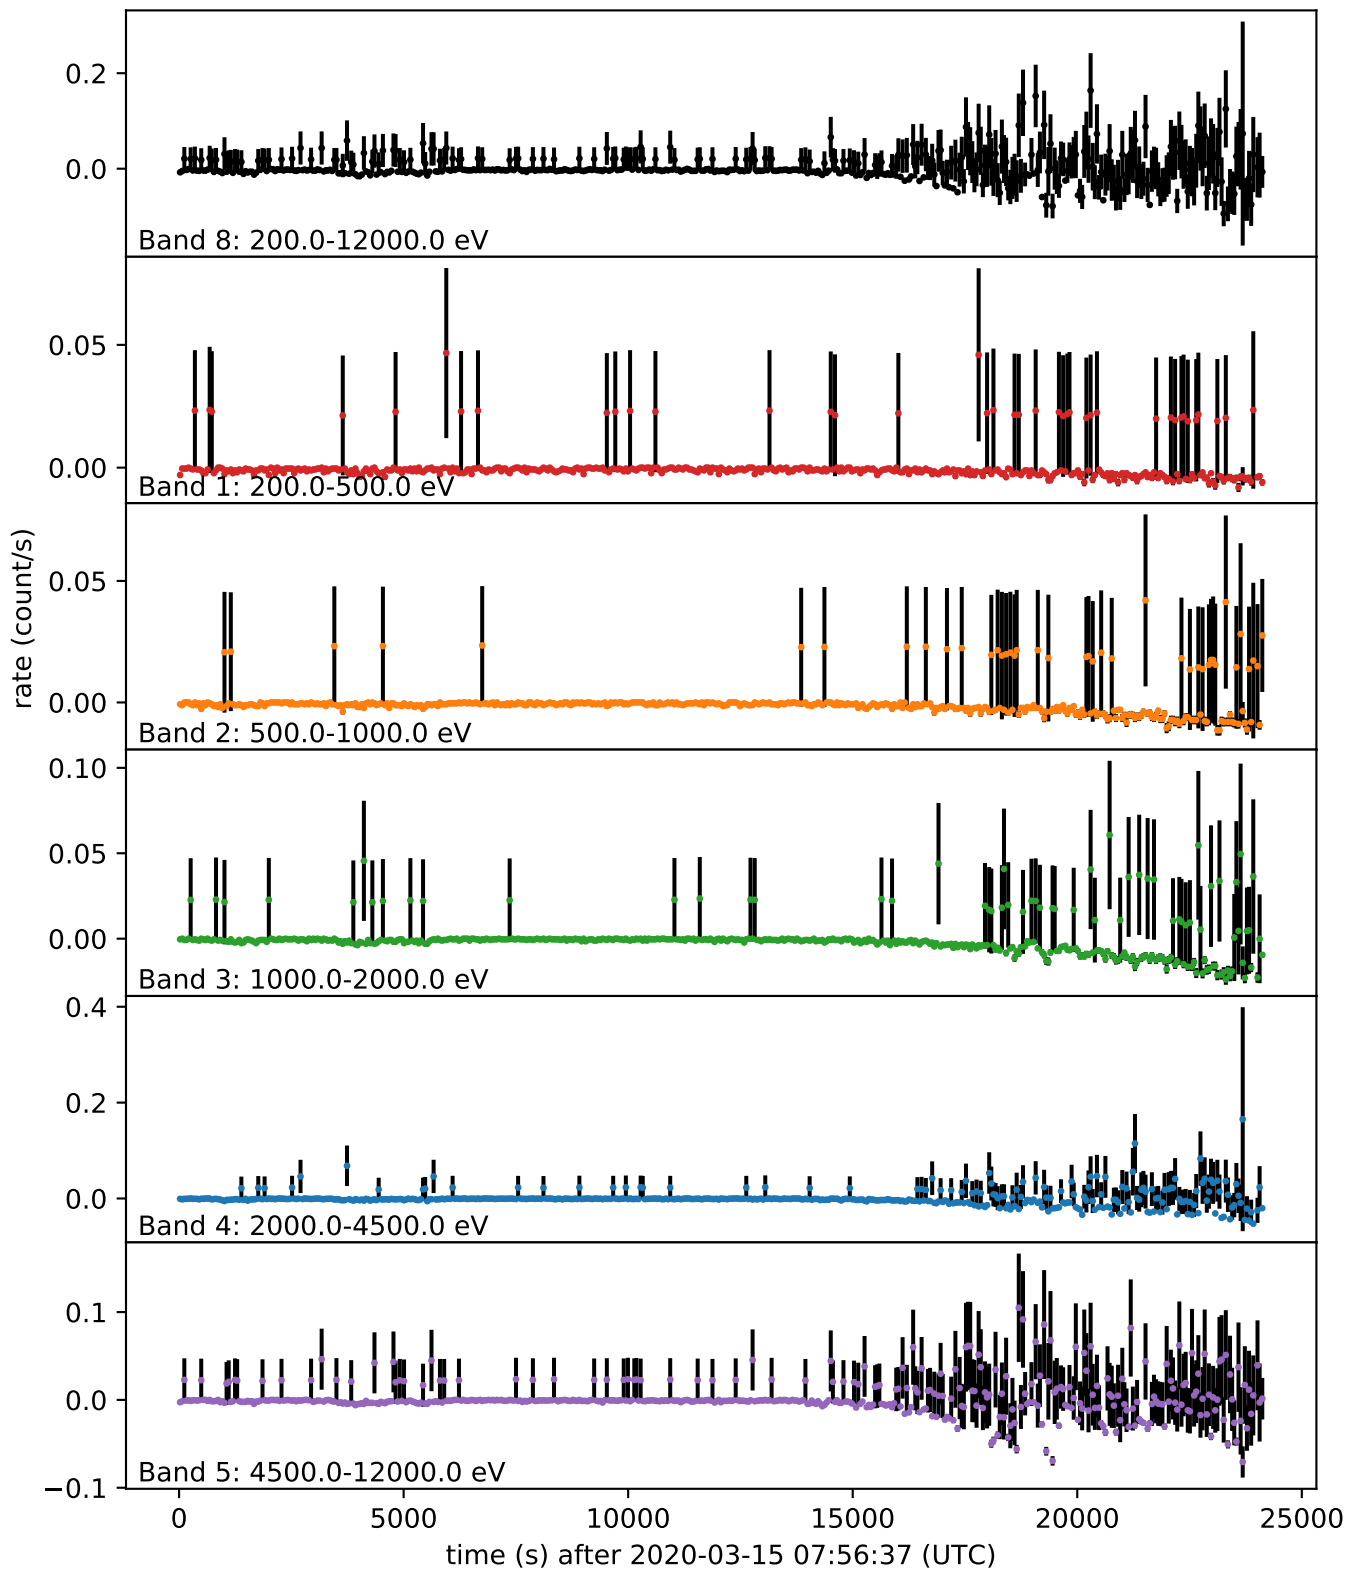 0.2
0.0
Band 8: 200.0-12000.0 eV
0.05
0.00
Band 1: 200.0-500.0 eV
0.05
0.00
Band 2: 500.0-1000.0 eV
rate (count/s)
0.10
0.05
0.00
Band 3: 1000.0-2000.0 eV
0.4
0.2
0.0
Band 4: 2000.0-4500.0 eV
0.1
0.0
−0.1
Band 5: 4500.0-12000.0 eV
0 5000 10000 15000 20000 25000
time (s) after 2020-03-15 07:56:37 (UTC)